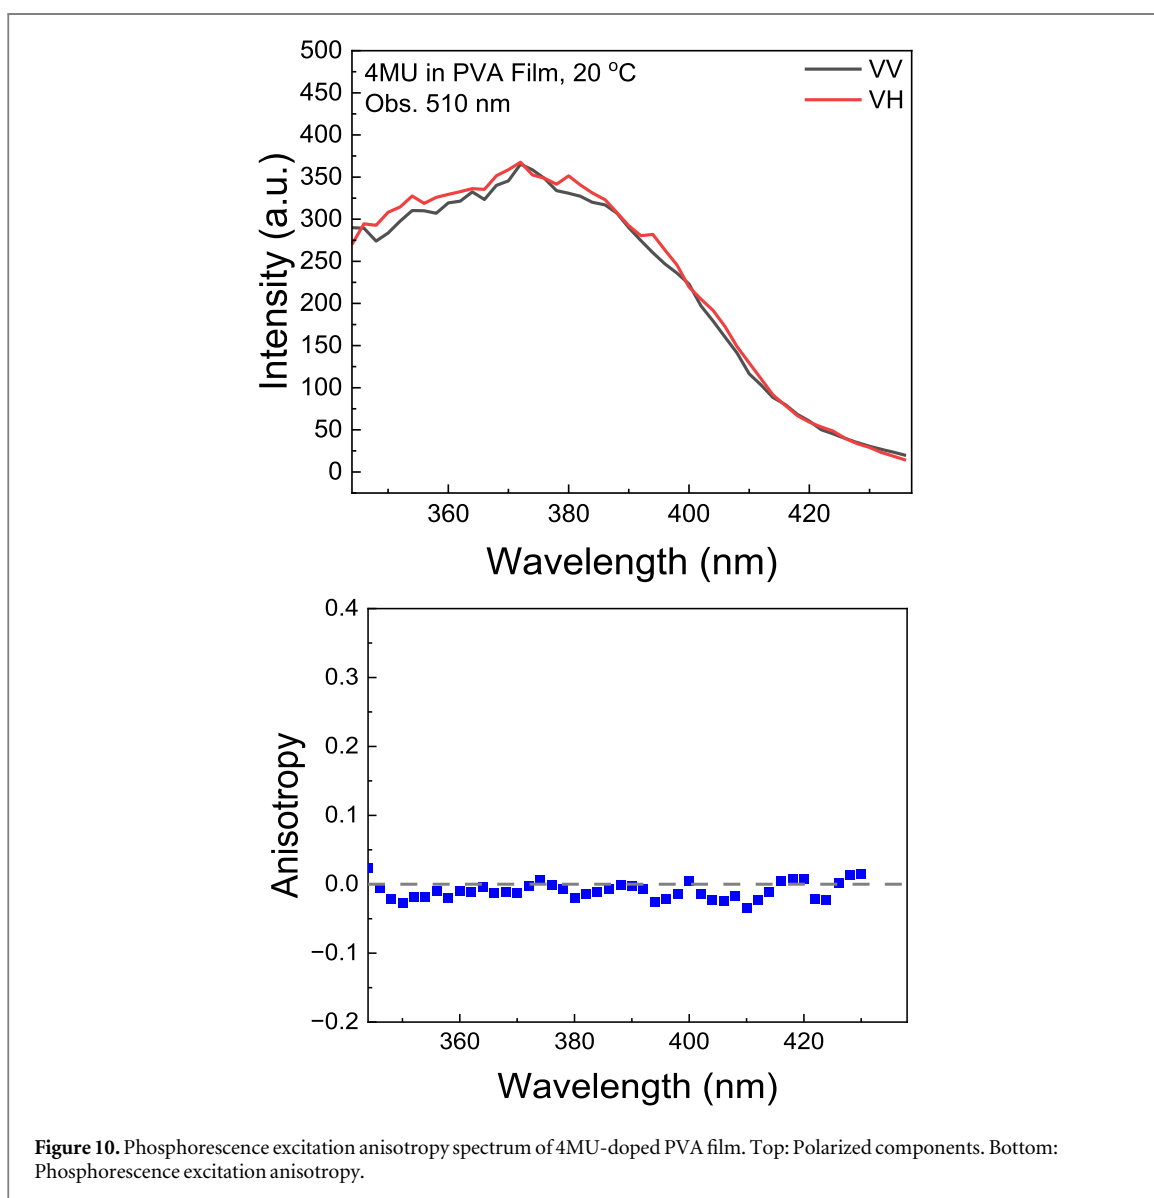 500
450
400
350
300
250
200
150
100
50
0
Intensity (a.u.)
4MU in PVA Film, 20 °C
Obs. 510 nm
VV
VH
360
380
400
420
Wavelength (nm)
0.4
0.3
0.2
0.1
0.0
−0.1
−0.2
Anisotropy
360
380
400
420
Wavelength (nm)
Figure 10. Phosphorescence excitation anisotropy spectrum of 4MU-doped PVA film. Top: Polarized components. Bottom:
Phosphorescence excitation anisotropy.